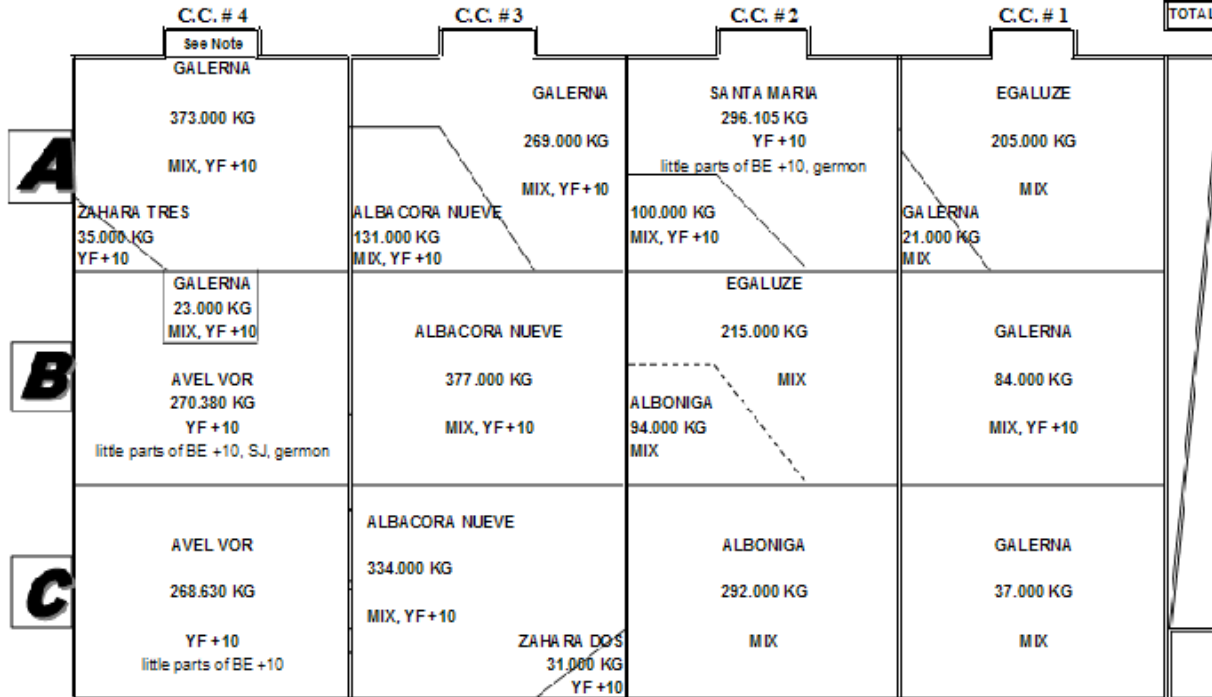 C.C. # 4
C.C. # 3
C.C. # 2
C.C. # 1
TOTAL
See Note
A
GALERNA
373.000 KG
MIX, YF +10
ZAHARA TRES
35.000 KG
YF +10
GALERNA
269.000 KG
MIX, YF +10
ALBACORA NUEVE
131.000 KG
MIX, YF +10
SANTA MARIA
296.105 KG
YF +10
little parts of BE +10, germon
100.000 KG
MIX, YF +10
EGALUZE
205.000 KG
MIX
GALERNA
21.000 KG
MIX
B
GALERNA
23.000 KG
MIX, YF +10
AVEL VOR
270.380 KG
YF +10
little parts of BE +10, SJ, germon
ALBACORA NUEVE
377.000 KG
MIX, YF +10
EGALUZE
215.000 KG
MIX
ALBONIGA
94.000 KG
MIX
GALERNA
84.000 KG
MIX, YF +10
C
AVEL VOR
268.630 KG
YF +10
little parts of BE +10
ALBACORA NUEVE
334.000 KG
MIX, YF +10
ZAHARA DOS
31.000 KG
YF +10
ALBONIGA
292.000 KG
MIX
GALERNA
37.000 KG
MIX